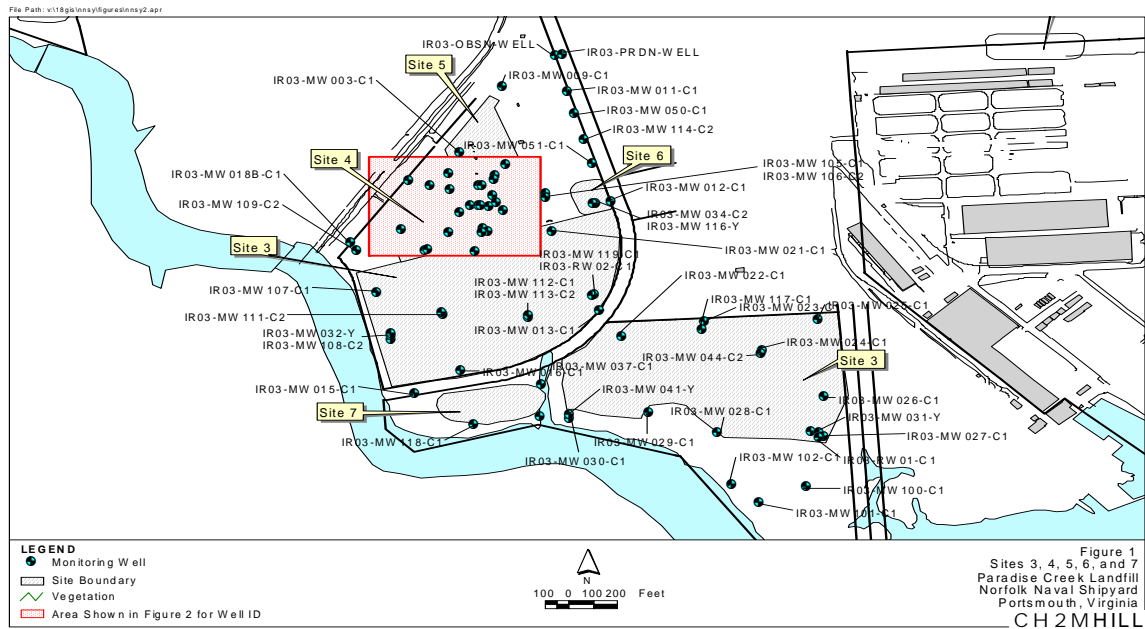 File Path: v:\18gis\nnsy\figures\nnsy2.apr
IR03-OBSN-WELL
IR03-PRDN-WELL
Site 5
IR03-MW003-C1
IR03-MW009-C1
IR03-MW011-C1
IR03-MW050-C1
IR03-MW114-C2
IR03-MW051-C1
Site 4
Site 6
IR03-MW105-C1
IR03-MW106-C2
IR03-MW018B-C1
IR03-MW012-C1
IR03-MW109-C2
IR03-MW034-C2
IR03-MW116-Y
Site 3
IR03-MW021-C1
IR03-MW119-C1
IR03-RW02-C1
IR03-MW022-C1
IR03-MW107-C1
IR03-MW112-C1
IR03-MW113-C2
IR03-MW117-C1
IR03-MW023-C1
IR03-MW025-C1
IR03-MW111-C2
IR03-MW032-Y
IR03-MW013-C1
IR03-MW108-C2
IR03-MW024-C1
IR03-MW044-C2
Site 3
IR03-MW016-C1
IR03-MW037-C1
IR03-MW015-C1
IR03-MW041-Y
IR03-MW026-C1
Site 7
IR03-MW028-C1
IR03-MW031-Y
IR03-MW118-C1
IR03-MW029-C1
IR03-MW027-C1
IR03-MW030-C1
IR03-MW102-C1
IR03-RW01-C1
IR03-MW100-C1
IR03-MW101-C1
LEGEND
Monitoring Well
Site Boundary
Vegetation
Area Shown in Figure 2 for Well ID
N
100 0 100 200 Feet
Figure 1
Sites 3, 4, 5, 6, and 7
Paradise Creek Landfill
Norfolk Naval Shipyard
Portsmouth, Virginia
CH2MHILL